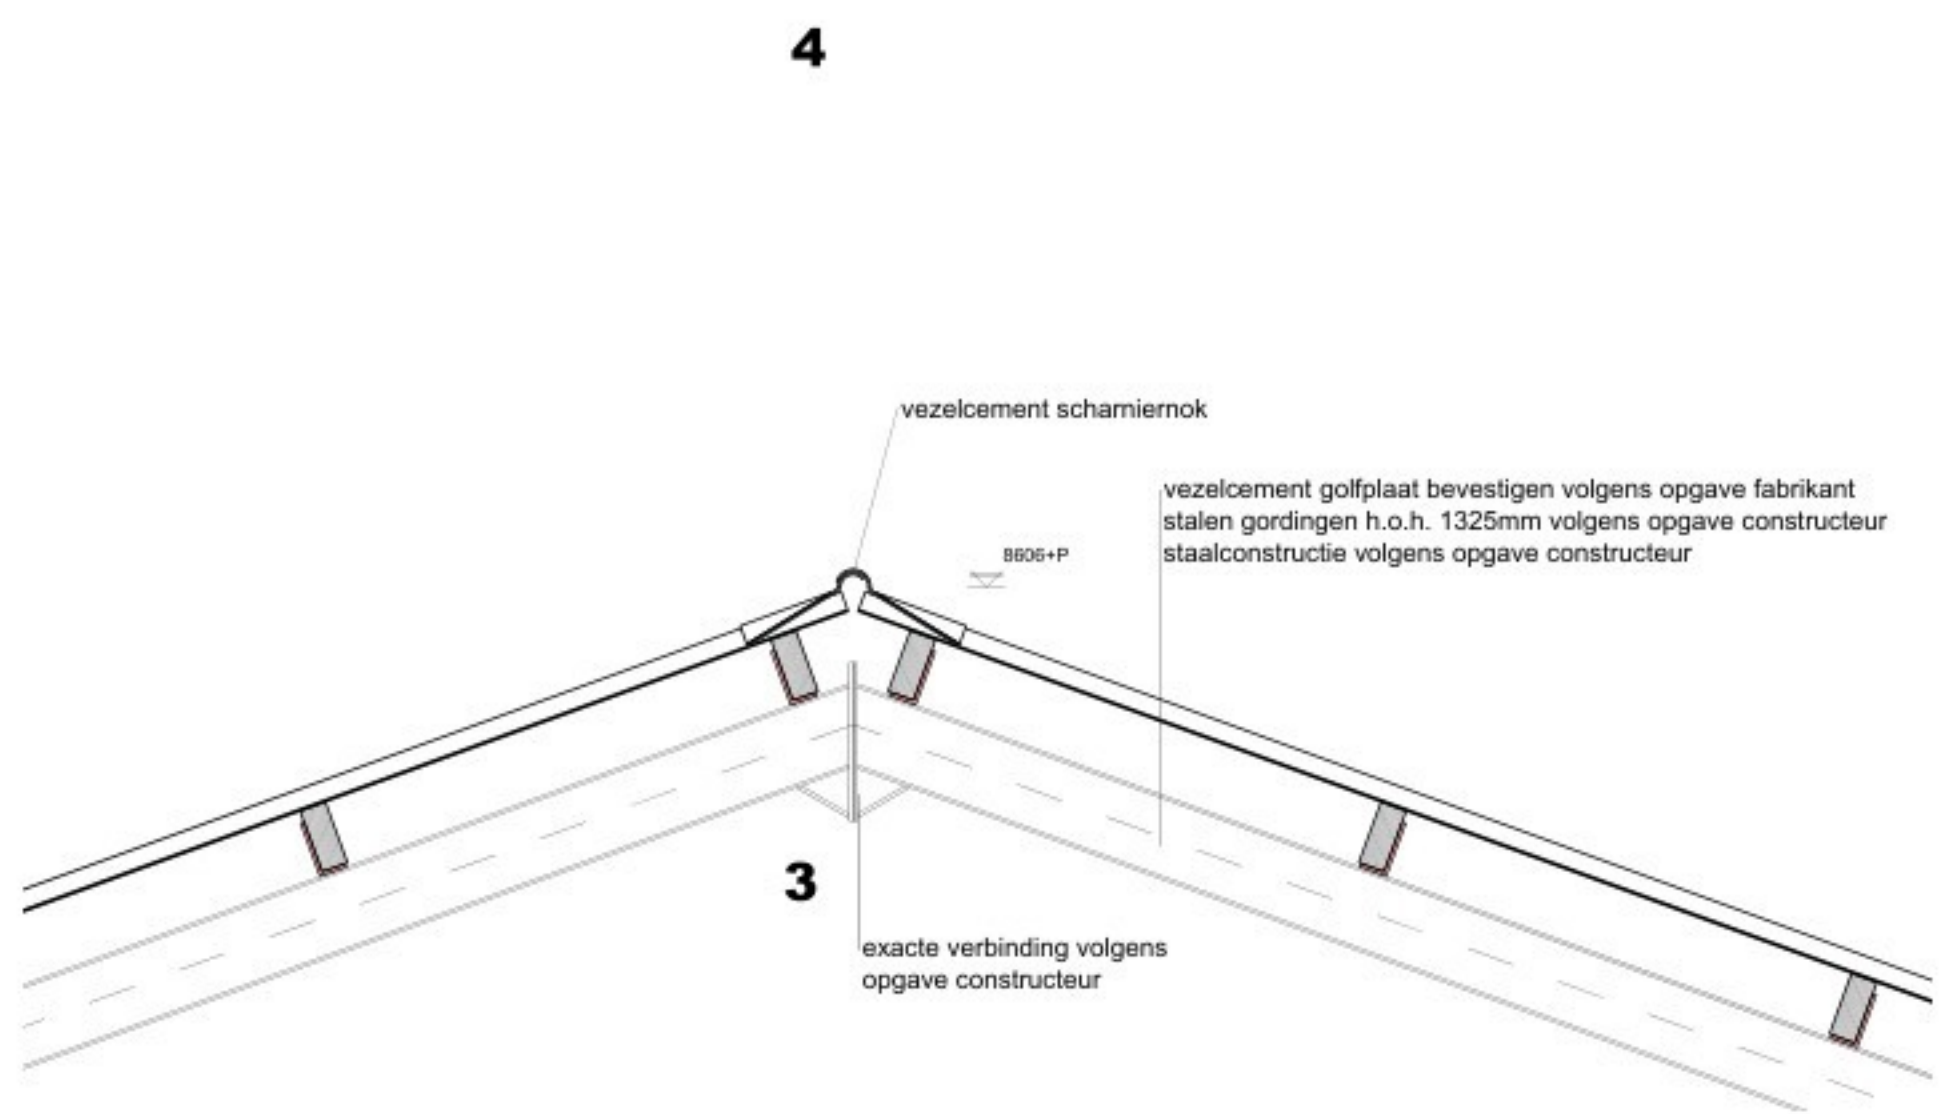 4
vezelcement scharniernok
vezelcement golfplaat bevestigen volgens opgave fabrikant
stalen gordingen h.o.h. 1325mm volgens opgave constructeur
staalconstructie volgens opgave constructeur
8606+P
3
exacte verbinding volgens
opgave constructeur